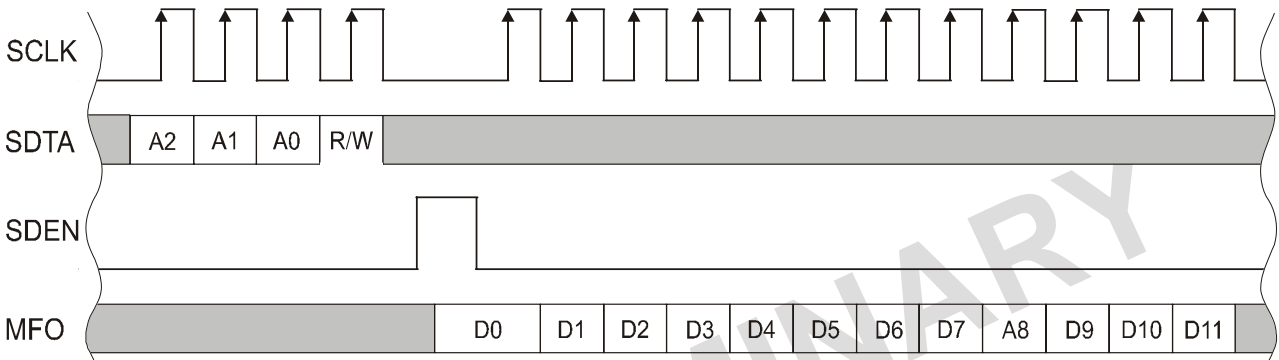 SCLK
SDTA A2 A1 A0 R/W
SDEN
MFO D0 D1 D2 D3 D4 D5 D6 D7 A8 D9 D10 D11
MINARY